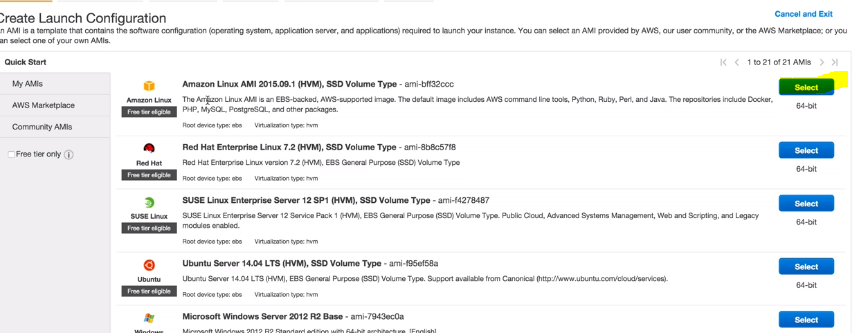 Create Launch Configuration
Cancel and Exit
An AMI is a template that contains the software configuration (operating system, application server, and applications) required to launch your instance. You can select an AMI provided by AWS, our user community, or the AWS Marketplace; or you
can select one of your own AMIs.
Quick Start
1 to 21 of 21 AMIs
My AMIs
AWS Marketplace
Community AMIs
Free tier only
Amazon Linux
Free tier eligible
Amazon Linux AMI 2015.09.1 (HVM), SSD Volume Type - ami-bff32ccc
The Amazon Linux AMI is an EBS-backed, AWS-supported image. The default image includes AWS command line tools, Python, Ruby, Perl, and Java. The repositories include Docker,
PHP, MySQL, PostgreSQL, and other packages.
Root device type: ebs Virtualization type: hvm
Select
64-bit
Red Hat
Free tier eligible
Red Hat Enterprise Linux 7.2 (HVM), SSD Volume Type - ami-8b8c57f8
Red Hat Enterprise Linux version 7.2 (HVM), EBS General Purpose (SSD) Volume Type
Root device type: ebs Virtualization type: hvm
Select
64-bit
SUSE Linux
Free tier eligible
SUSE Linux Enterprise Server 12 SP1 (HVM), SSD Volume Type - ami-f4278487
SUSE Linux Enterprise Server 12 Service Pack 1 (HVM), EBS General Purpose (SSD) Volume Type. Public Cloud, Advanced Systems Management, Web and Scripting, and Legacy
modules enabled.
Root device type: ebs Virtualization type: hvm
Select
64-bit
Ubuntu
Free tier eligible
Ubuntu Server 14.04 LTS (HVM), SSD Volume Type - ami-f95ef58a
Ubuntu Server 14.04 LTS (HVM), EBS General Purpose (SSD) Volume Type. Support available from Canonical (http://www.ubuntu.com/cloud/services).
Root device type: ebs Virtualization type: hvm
Select
64-bit
Windows
Microsoft Windows Server 2012 R2 Base - ami-7943ec0a
Microsoft Windows 2012 R2 Standard edition with 64-bit architecture. [English]
Select